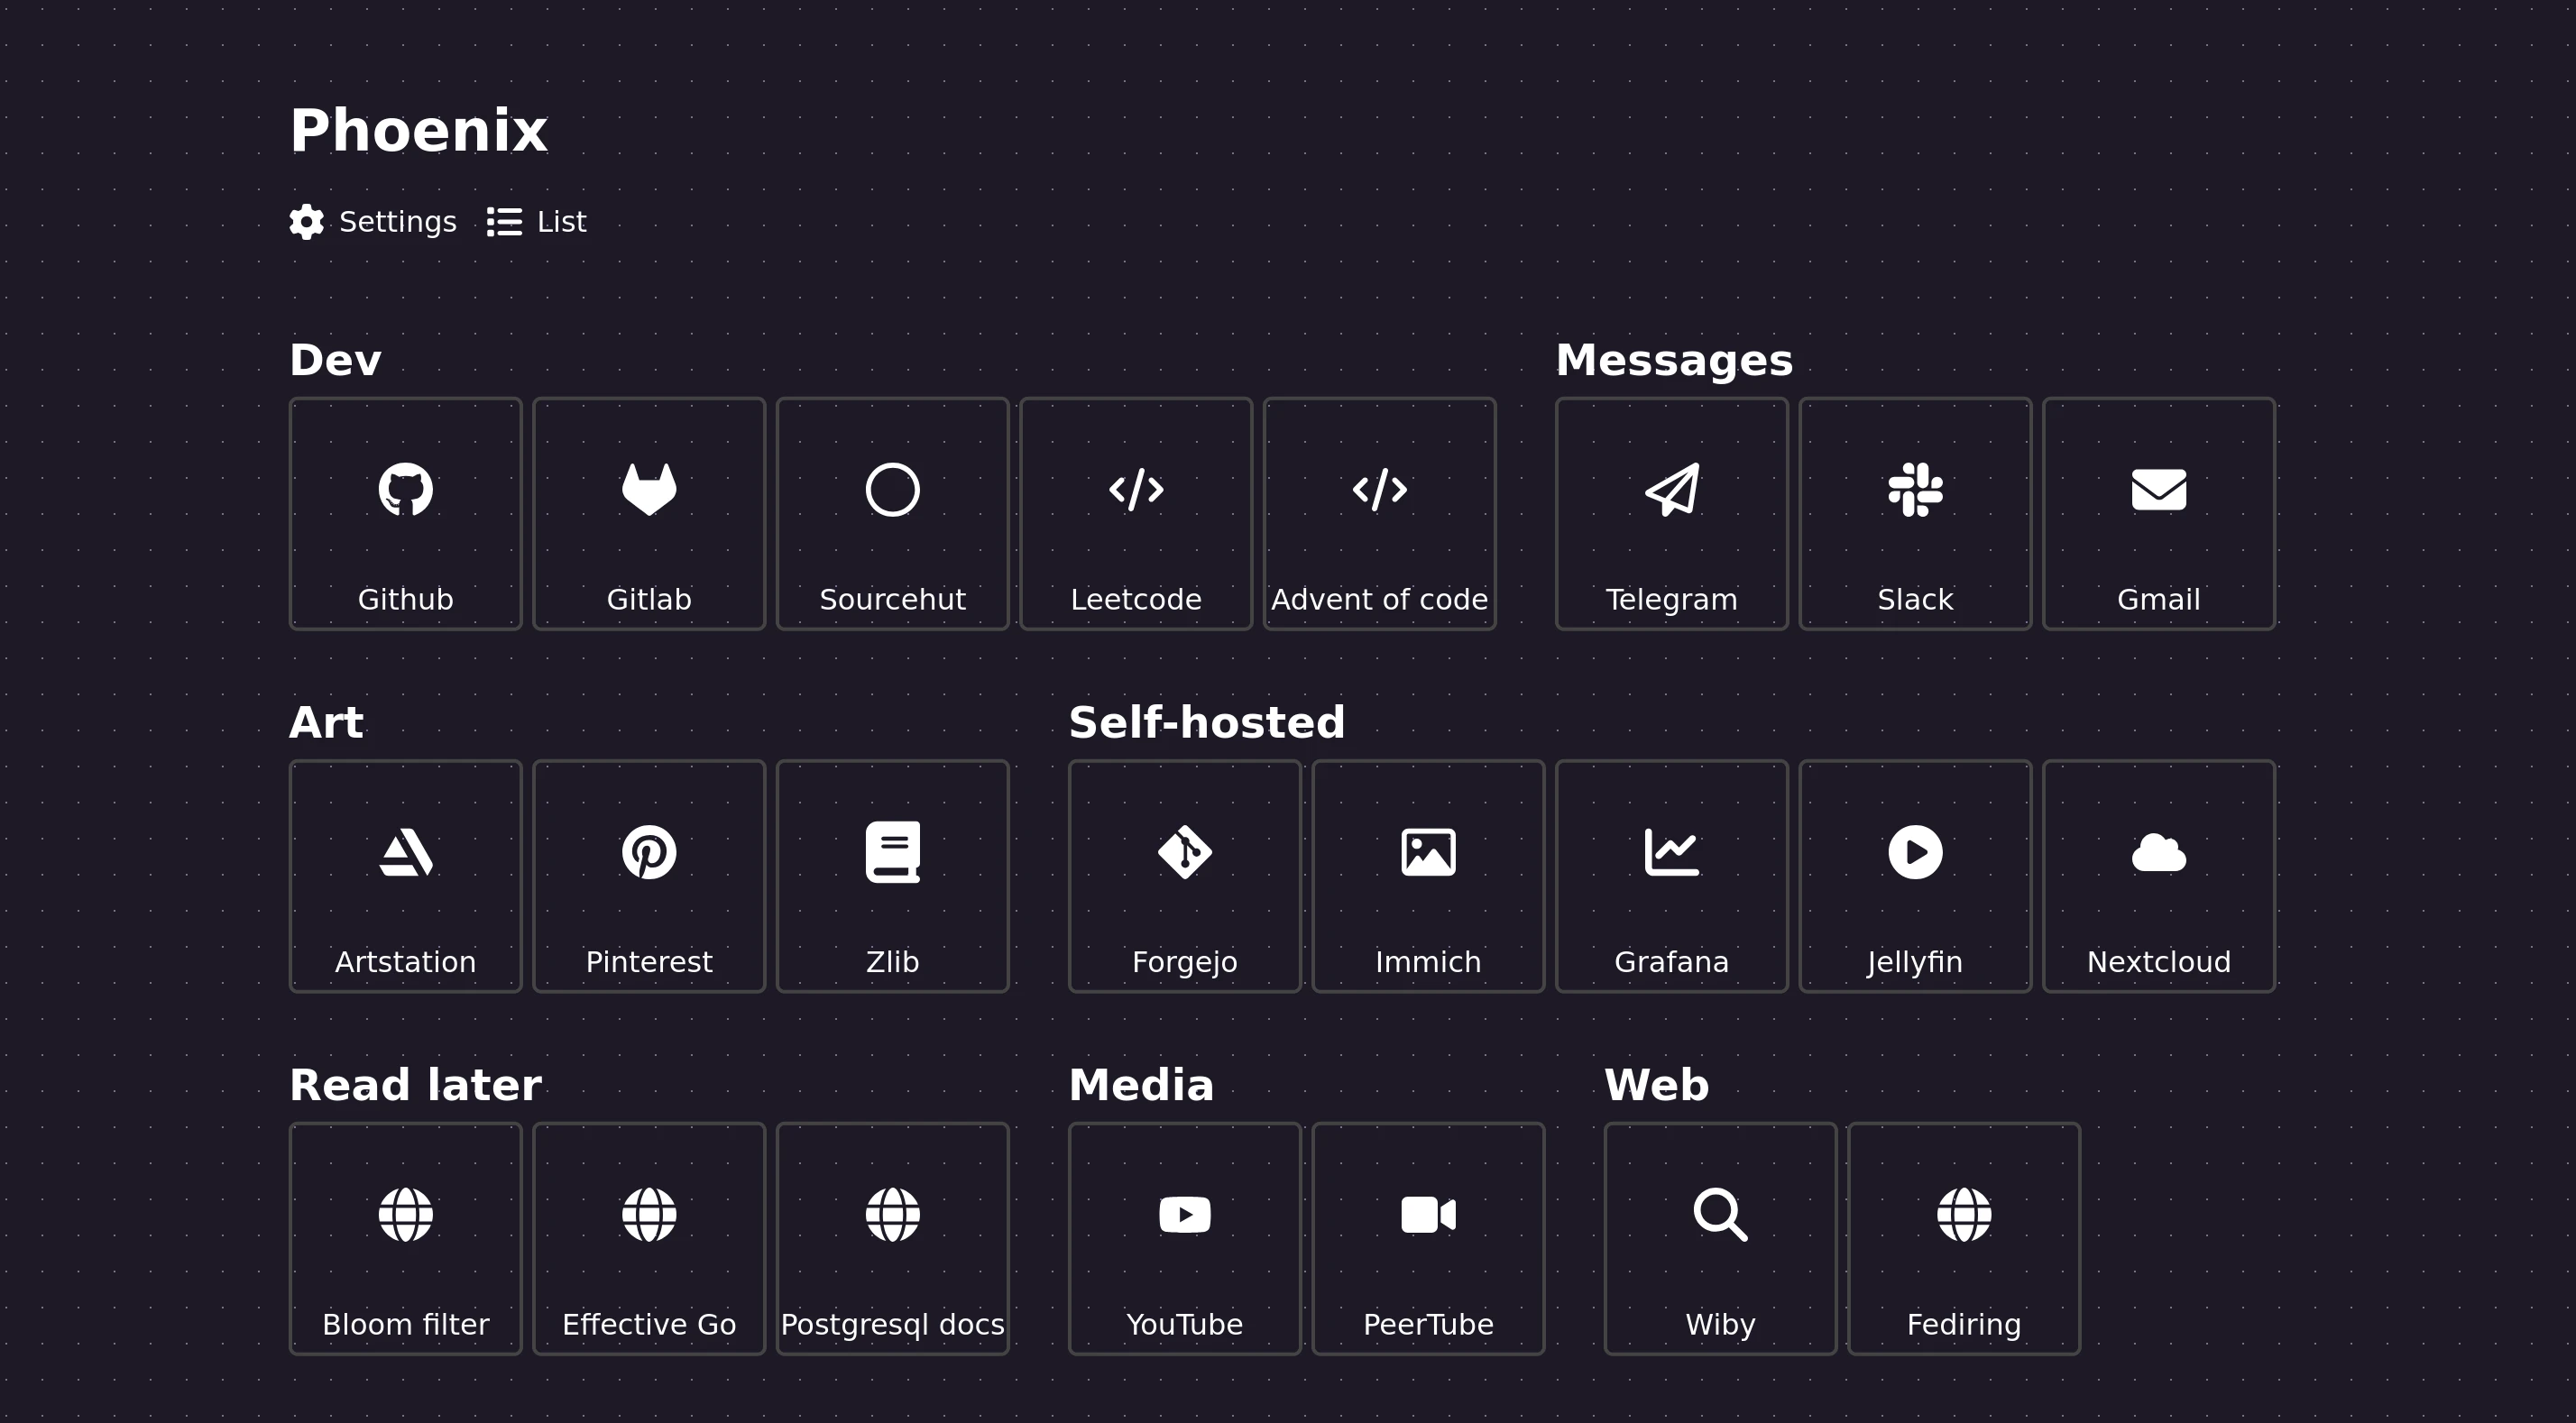 Phoenix
Settings List
Dev
Github Gitlab Sourcehut Leetcode Advent of code
Messages
Telegram Slack Gmail
Art
Artstation Pinterest Zlib
Self-hosted
Forgejo Immich Grafana Jellyfin Nextcloud
Read later
Bloom filter Effective Go Postgresql docs
Media
YouTube PeerTube
Web
Wiby Fediring